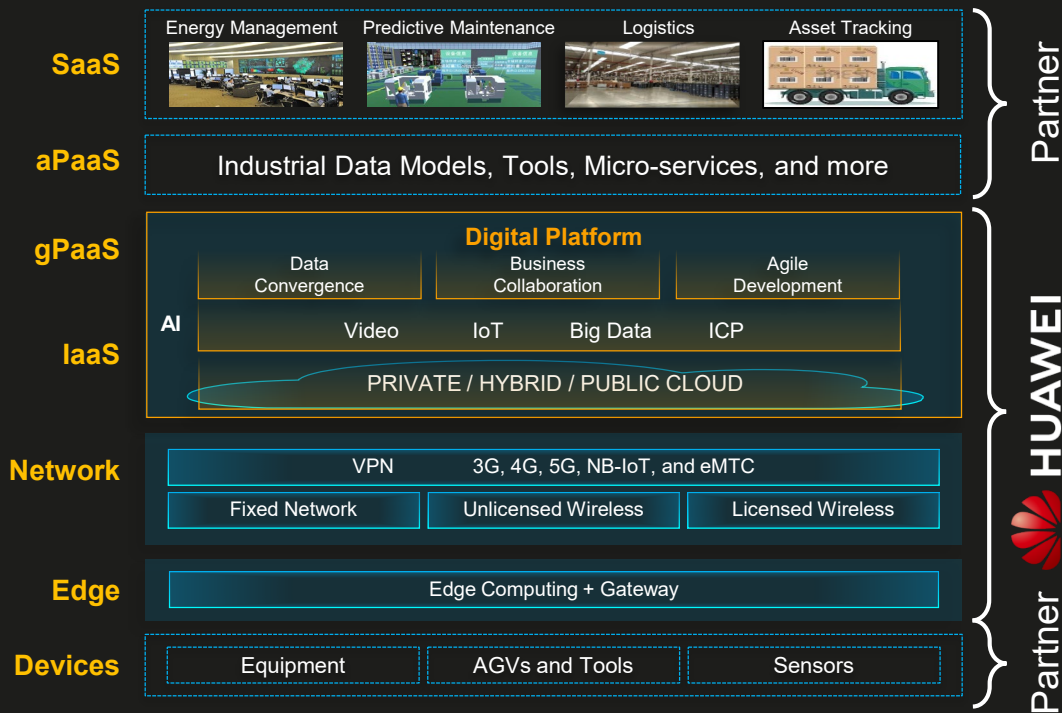 Energy Management
Predictive Maintenance
Logistics
Asset Tracking
SaaS
Partner
aPaaS
Industrial Data Models, Tools, Micro-services, and more
gPaaS
Digital Platform
Data
Convergence
Business
Collaboration
Agile
Development
AI
Video IoT Big Data ICP
IaaS
PRIVATE / HYBRID / PUBLIC CLOUD
HUAWEI
Network
VPN 3G, 4G, 5G, NB-IoT, and eMTC
Fixed Network
Unlicensed Wireless
Licensed Wireless
Edge
Edge Computing + Gateway
Devices
Equipment
AGVs and Tools
Sensors
Partner